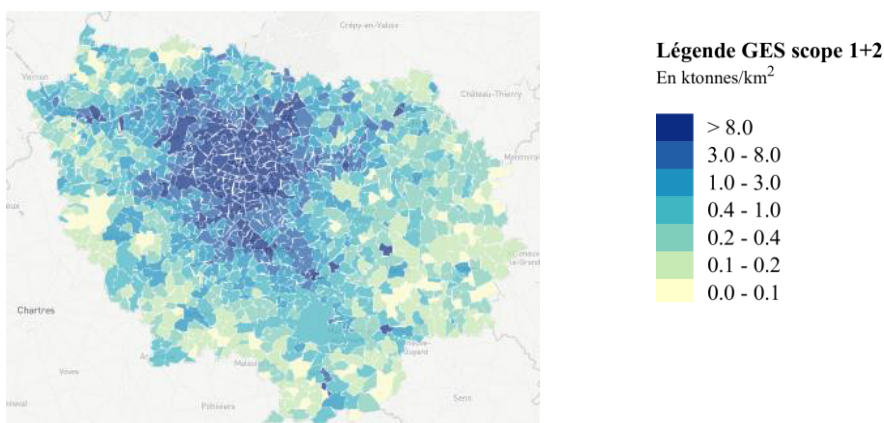 Crépy-en-Valois
Légende GES scope 1+2
En ktonnes/km²
Vernon
Château-Thierry
> 8.0
3.0 - 8.0
1.0 - 3.0
0.4 - 1.0
0.2 - 0.4
0.1 - 0.2
0.0 - 0.1
Chartres
Voves
Pithiviers
Sens